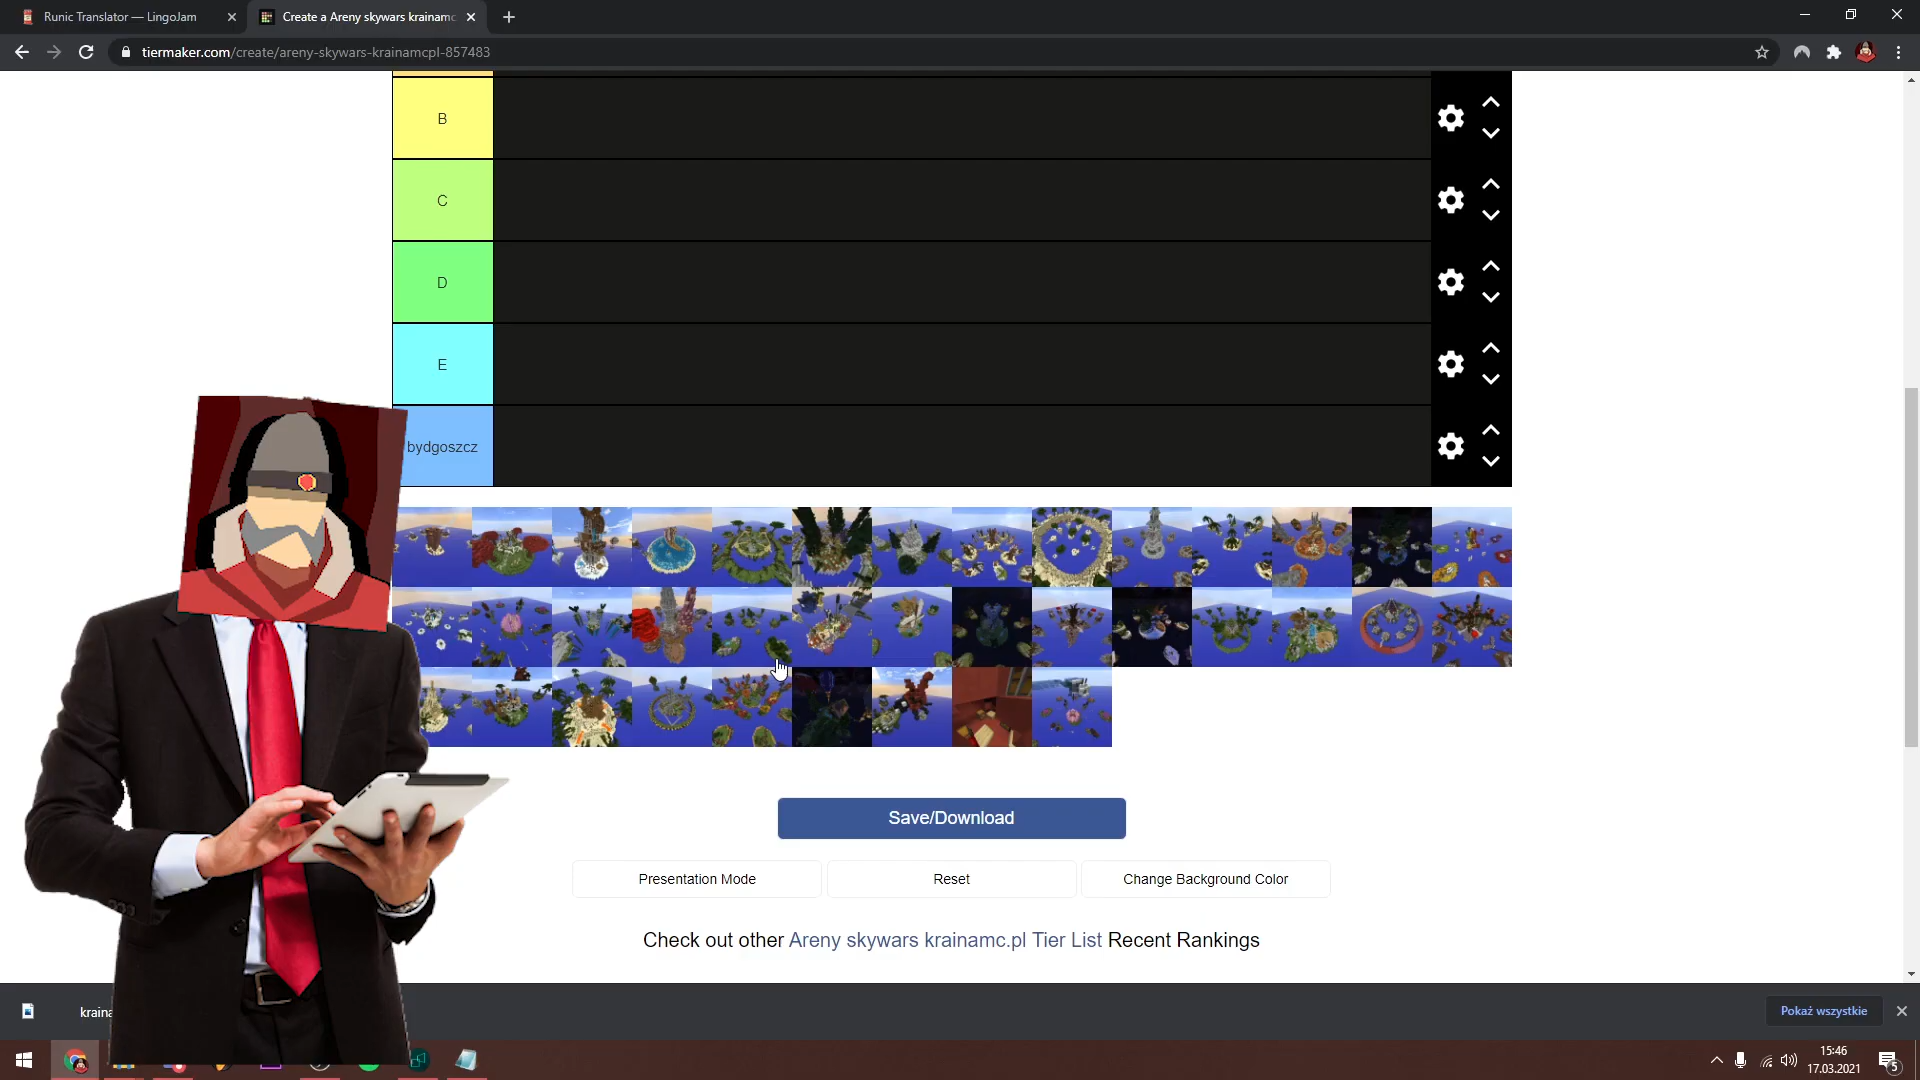 Runic Translator — LingoJam
Create a Areny skywars krainamc
tiermaker.com/create/areny-skywars-krainamcpl-857483
B
C
D
E
bydgoszcz
Save/Download
Presentation Mode
Reset
Change Background Color
Check out other Areny skywars krainamc.pl Tier List Recent Rankings
kraina
Pokaż wszystkie
15:46
17.03.2021
5